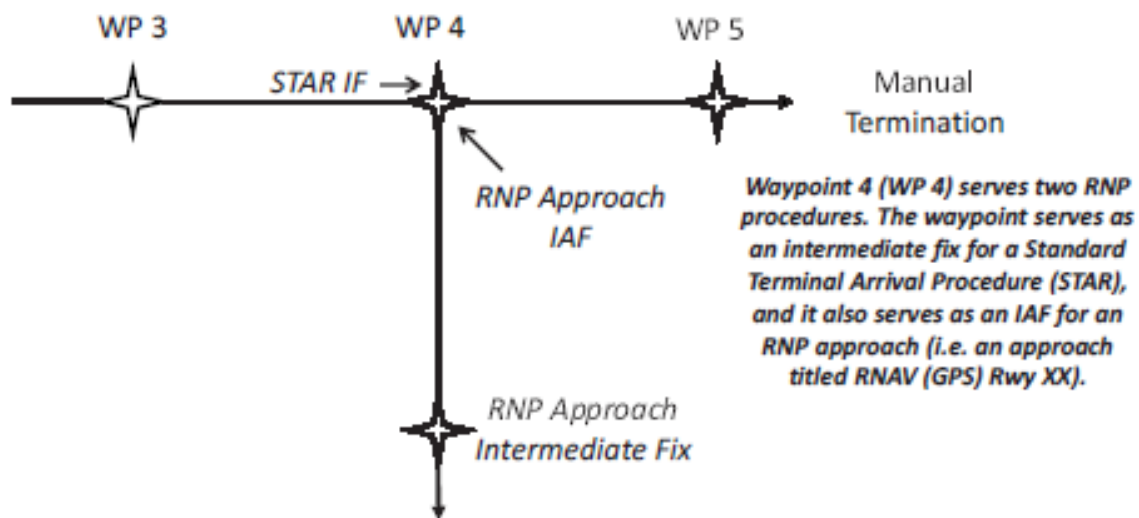 WP 3
WP 4
WP 5
STAR IF
Manual
Termination
RNP Approach
IAF
Waypoint 4 (WP 4) serves two RNP
procedures. The waypoint serves as
an intermediate fix for a Standard
Terminal Arrival Procedure (STAR),
and it also serves as an IAF for an
RNP approach (i.e. an approach
titled RNAV (GPS) Rwy XX).
RNP Approach
Intermediate Fix